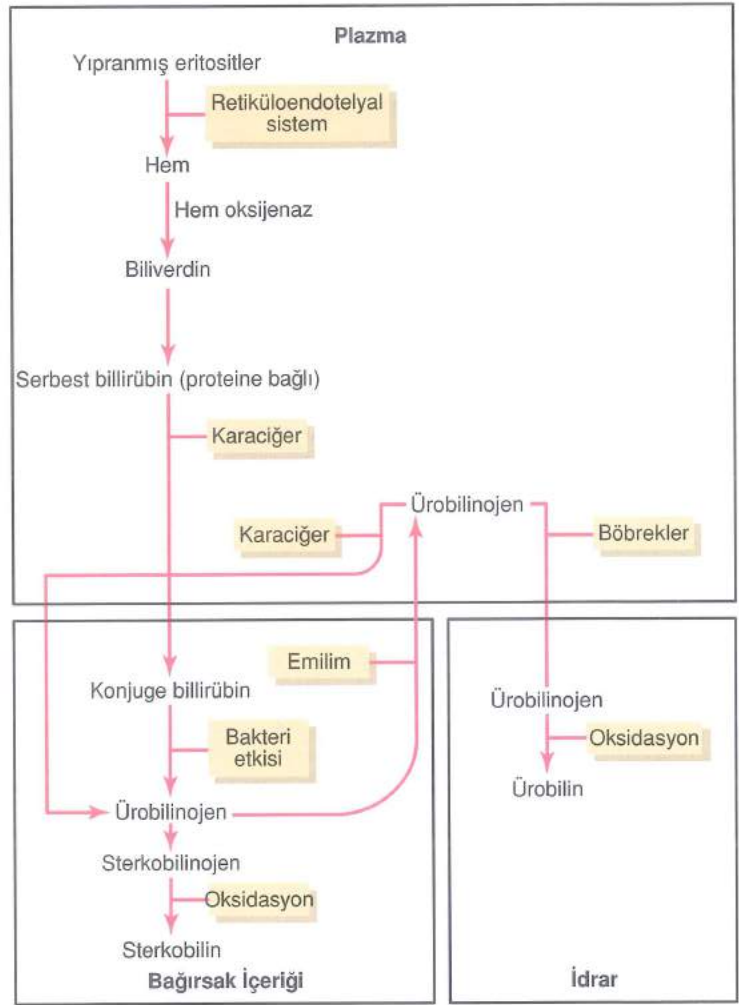 Plazma
Yıpranmış eritositler
Retiküloendotelyal
sistem
Hem
Hem oksijenaz
Biliverdin
Serbest billirübin (proteine bağlı)
Karaciğer
Ürobilinojen
Karaciğer
Böbrekler
Emilim
Konjuge billirübin
Bakteri
etkisi
Ürobilinojen
Sterkobilinojen
Oksidasyon
Sterkobilin
Bağırsak İçeriği
Ürobilinojen
Oksidasyon
Ürobilin
İdrar